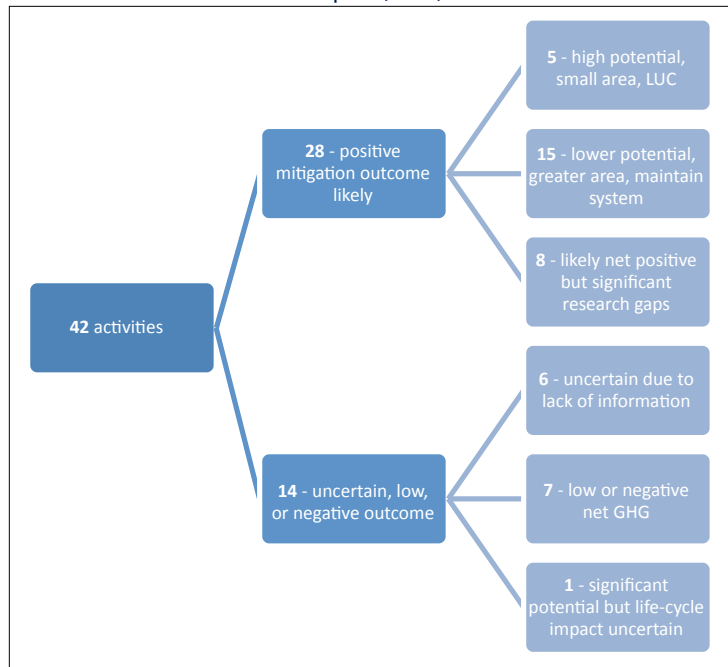 42 activities
28 - positive
mitigation outcome
likely
14 - uncertain, low,
or negative outcome
5 - high potential,
small area, LUC
15 - lower potential,
greater area, maintain
system
8 - likely net positive
but significant
research gaps
6 - uncertain due to
lack of information
7 - low or negative
net GHG
1 - significant
potential but life-cycle
impact uncertain